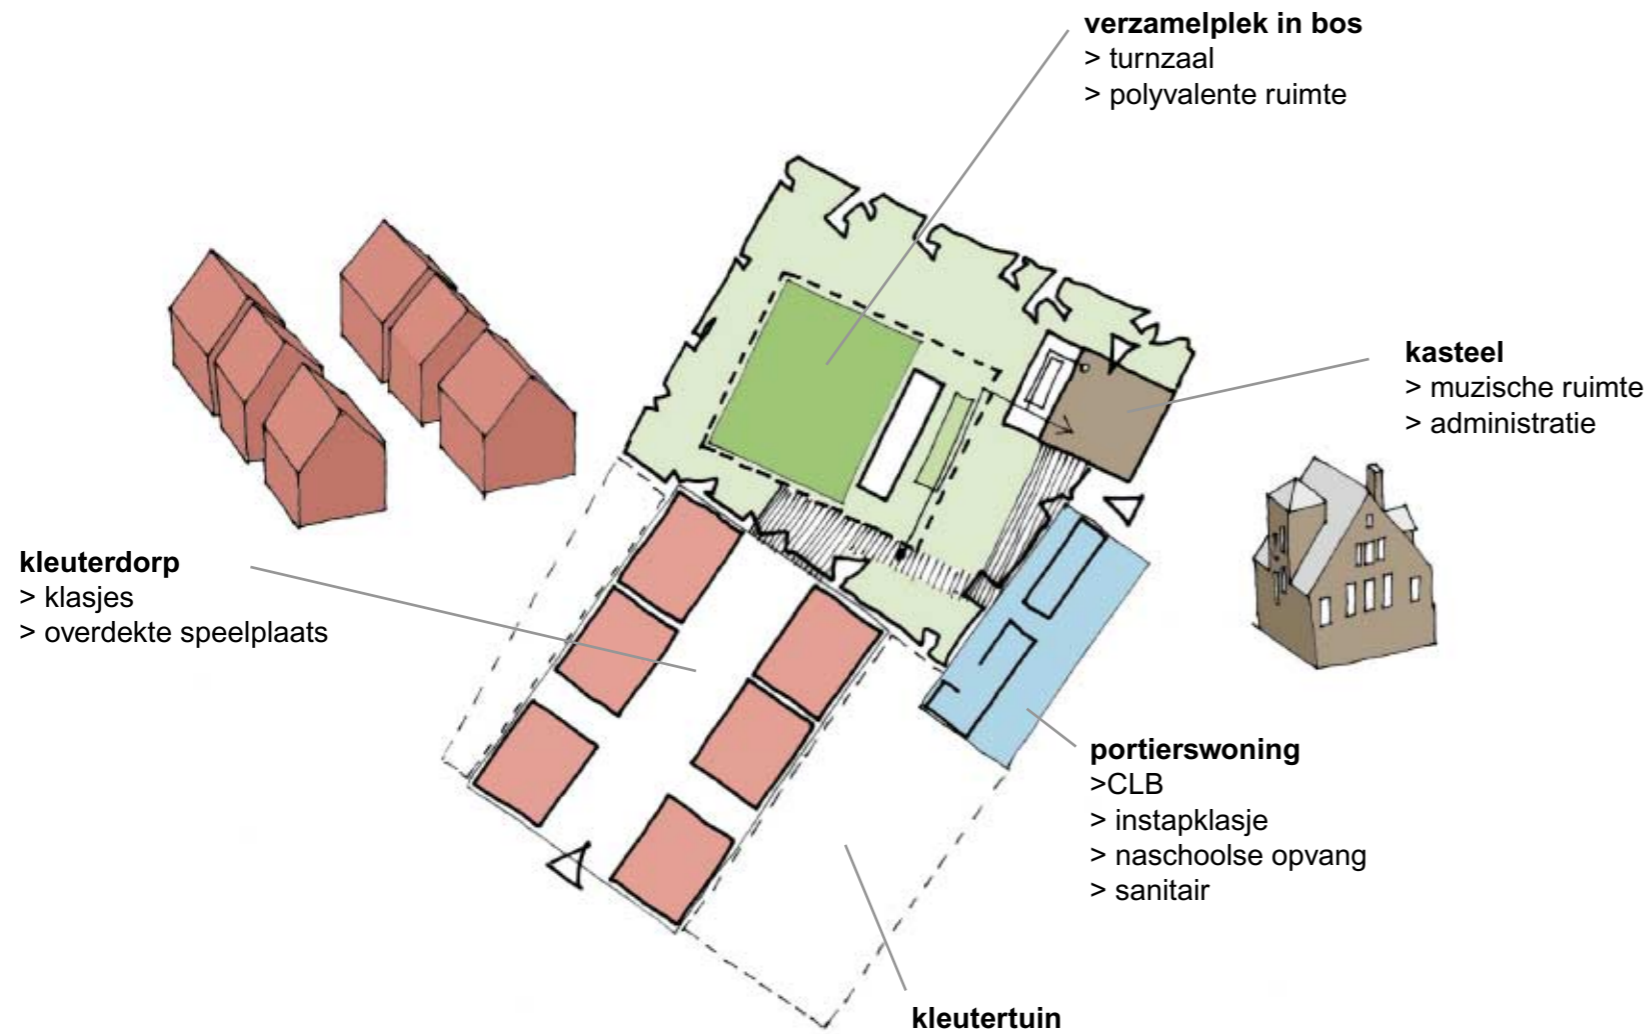 verzamelplek in bos
> turnzaal
> polyvalente ruimte
kasteel
> muzische ruimte
> administratie
kleuterdorp
> klasjes
> overdekte speelplaats
portierswoning
>CLB
> instapklasje
> naschoolse opvang
> sanitair
kleutertuin